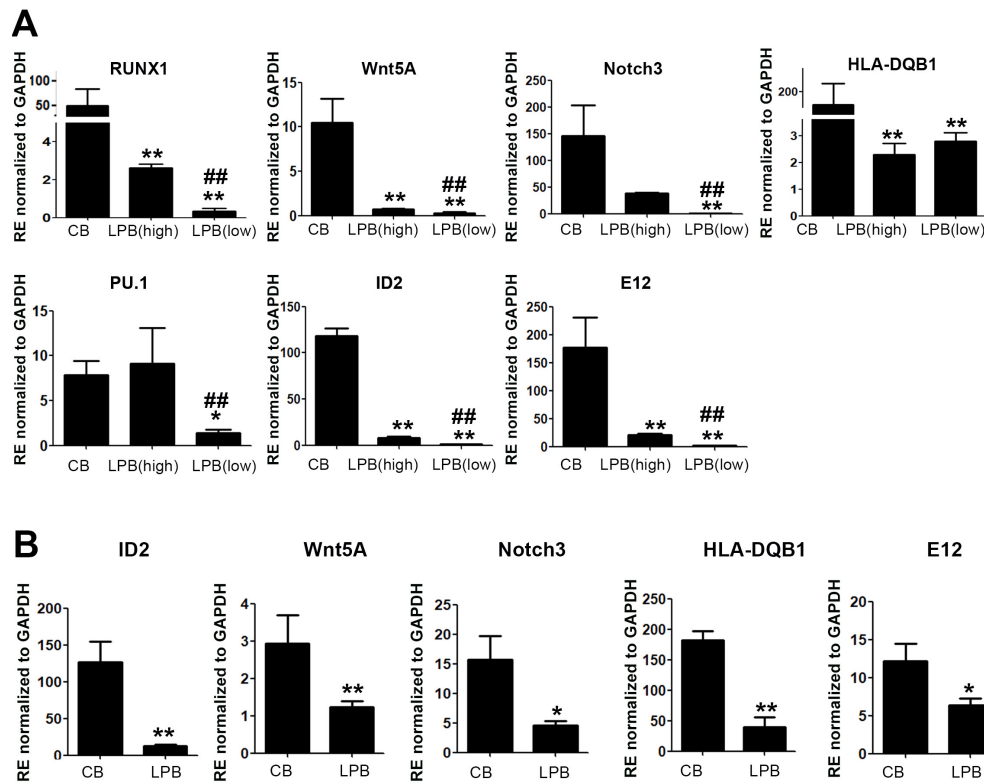 A
RUNX1
RE normalized to GAPDH
100
50
4
2
0
**
##
**
CB LPB(high) LPB(low)
Wnt5A
RE normalized to GAPDH
15
10
5
0
**
##
**
CB LPB(high) LPB(low)
Notch3
RE normalized to GAPDH
250
200
150
100
50
0
##
**
CB LPB(high) LPB(low)
HLA-DQB1
RE normalized to GAPDH
200
3
2
1
0
**
**
CB LPB(high) LPB(low)
PU.1
RE normalized to GAPDH
15
10
5
0
##
*
CB LPB(high) LPB(low)
ID2
RE normalized to GAPDH
150
100
50
0
**
##
**
CB LPB(high) LPB(low)
E12
RE normalized to GAPDH
250
200
150
100
50
0
**
##
**
CB LPB(high) LPB(low)
B
ID2
RE normalized to GAPDH
200
150
100
50
0
**
CB LPB
Wnt5A
RE normalized to GAPDH
4
3
2
1
0
**
CB LPB
Notch3
RE normalized to GAPDH
25
20
15
10
5
0
*
CB LPB
HLA-DQB1
RE normalized to GAPDH
250
200
150
100
50
0
**
CB LPB
E12
RE normalized to GAPDH
20
15
10
5
0
*
CB LPB